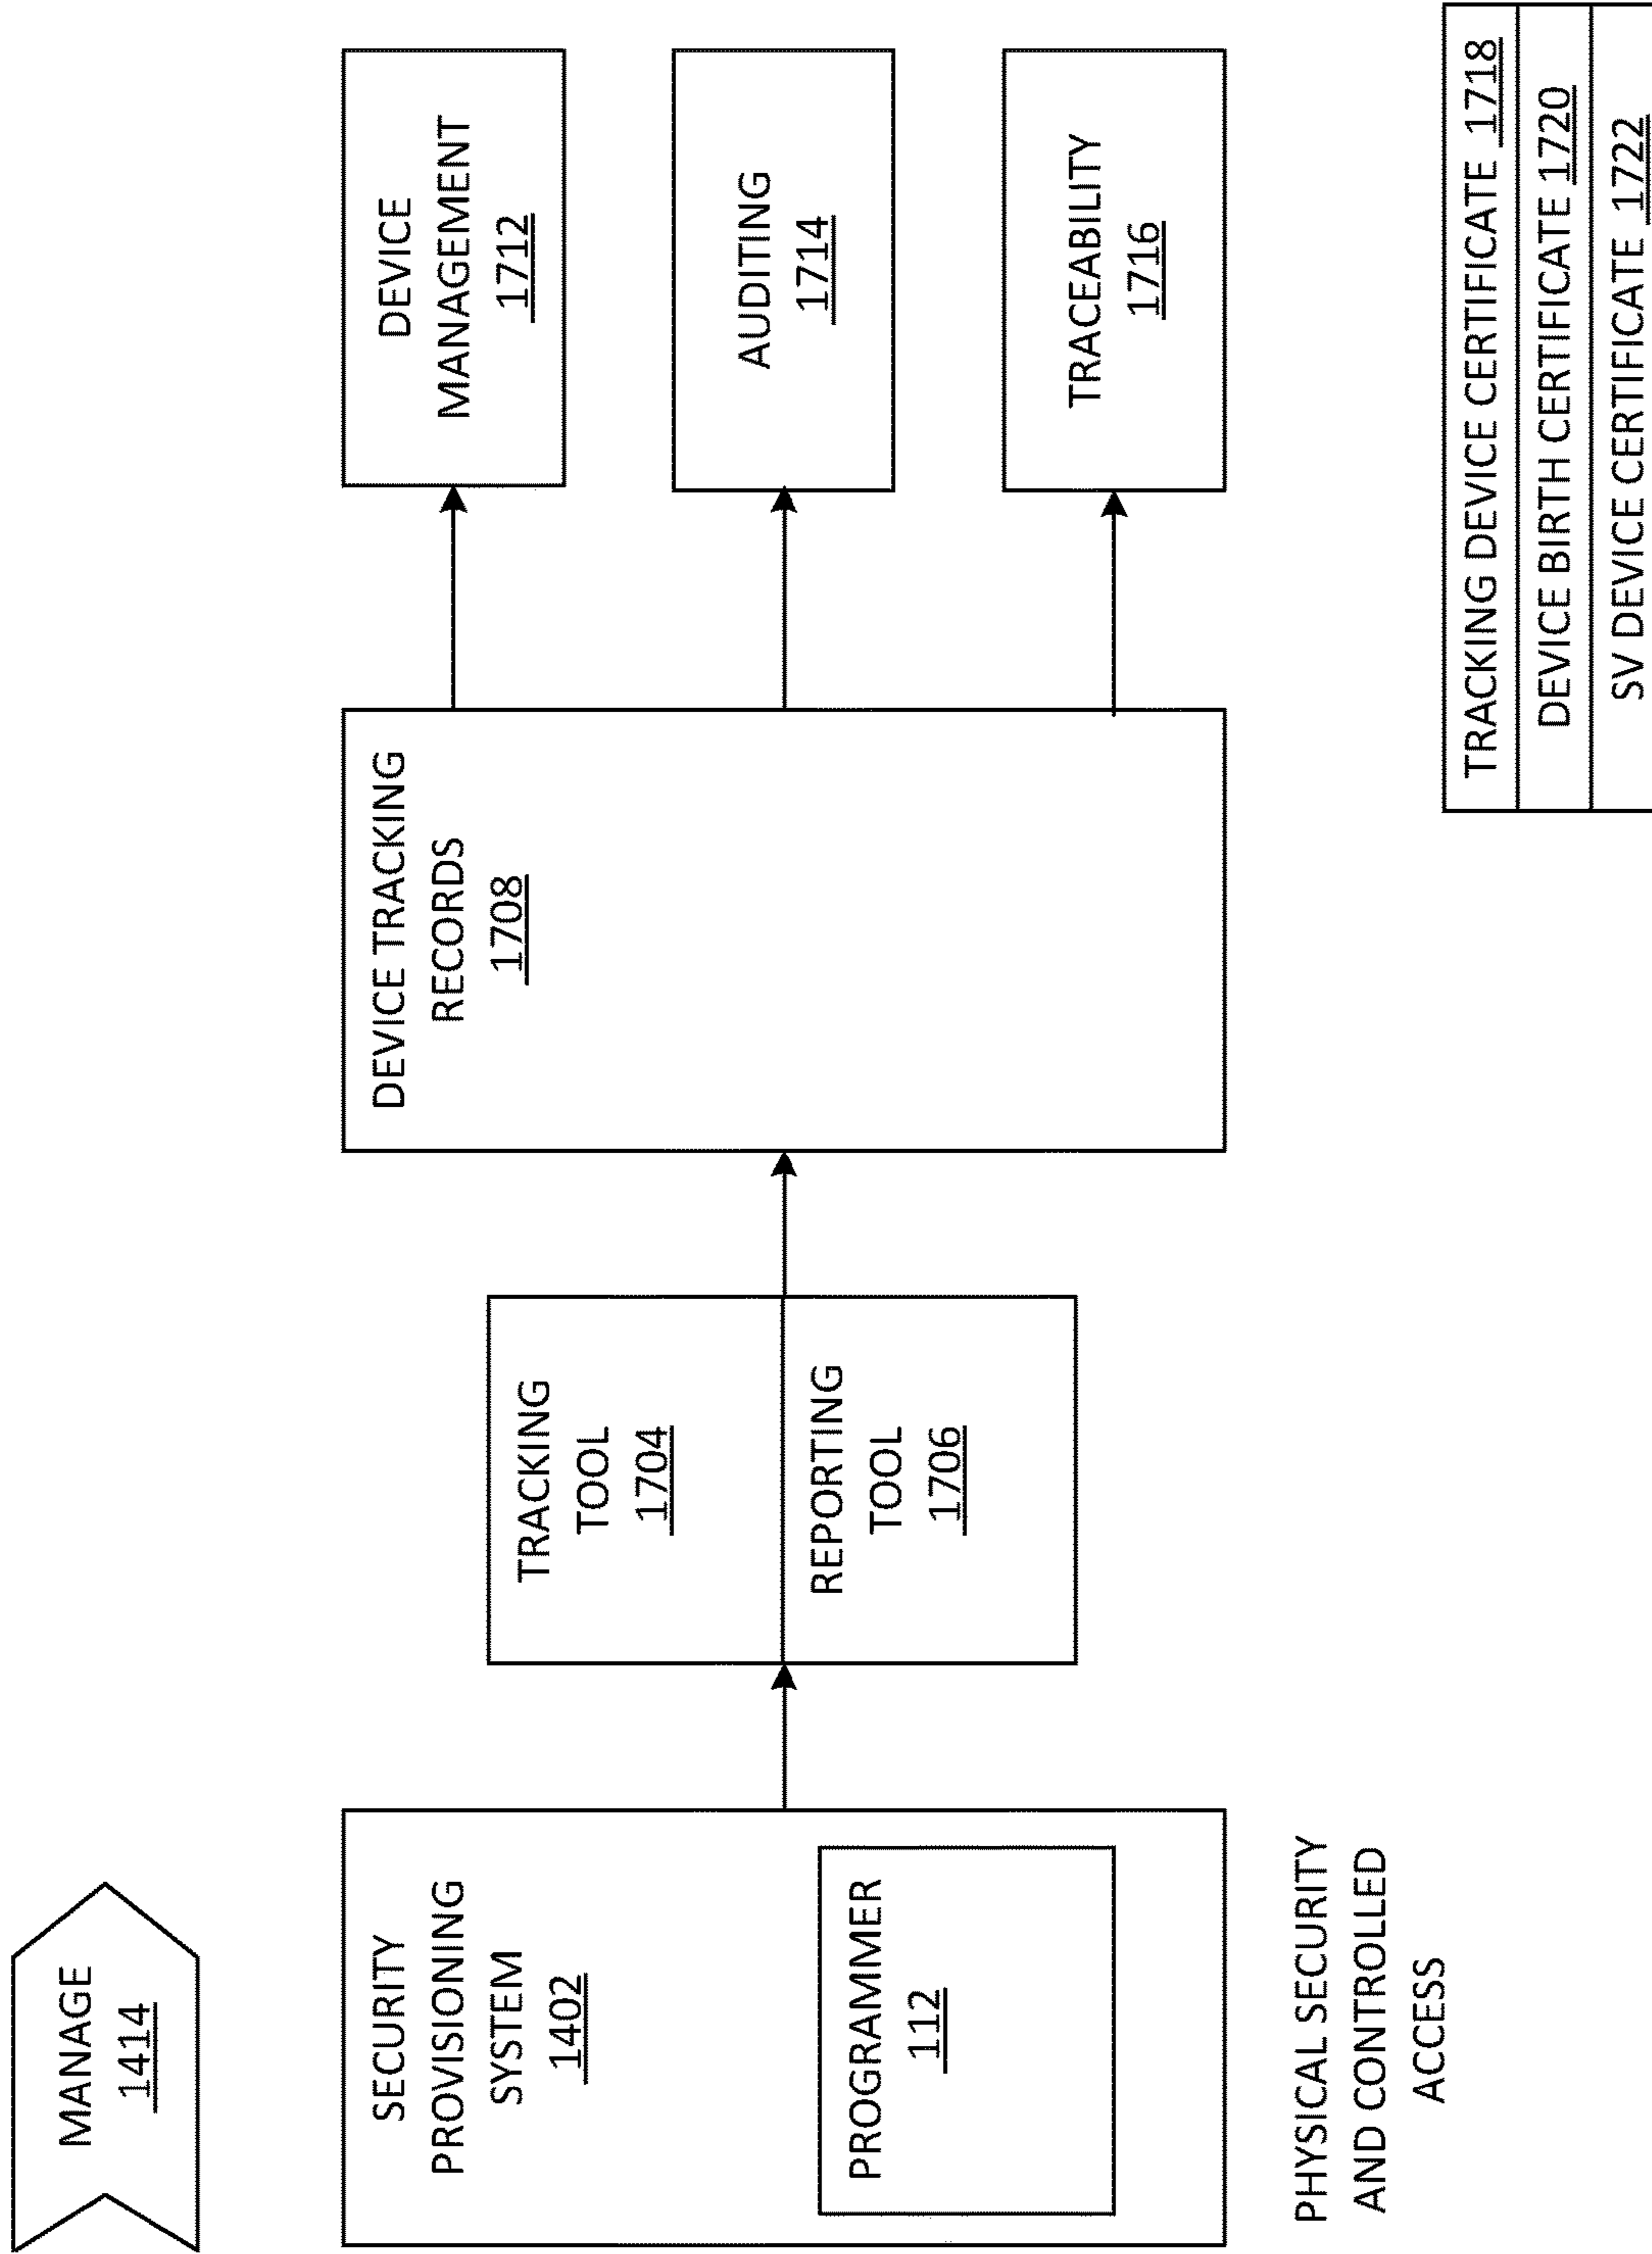 MANAGE
1414
SECURITY
PROVISIONING
SYSTEM
1402
PROGRAMMER
112
PHYSICAL SECURITY
AND CONTROLLED
ACCESS
TRACKING
TOOL
1704
REPORTING
TOOL
1706
DEVICE TRACKING
RECORDS
1708
DEVICE
MANAGEMENT
1712
AUDITING
1714
TRACEABILITY
1716
TRACKING DEVICE CERTIFICATE 1718
DEVICE BIRTH CERTIFICATE 1720
SV DEVICE CERTIFICATE 1722